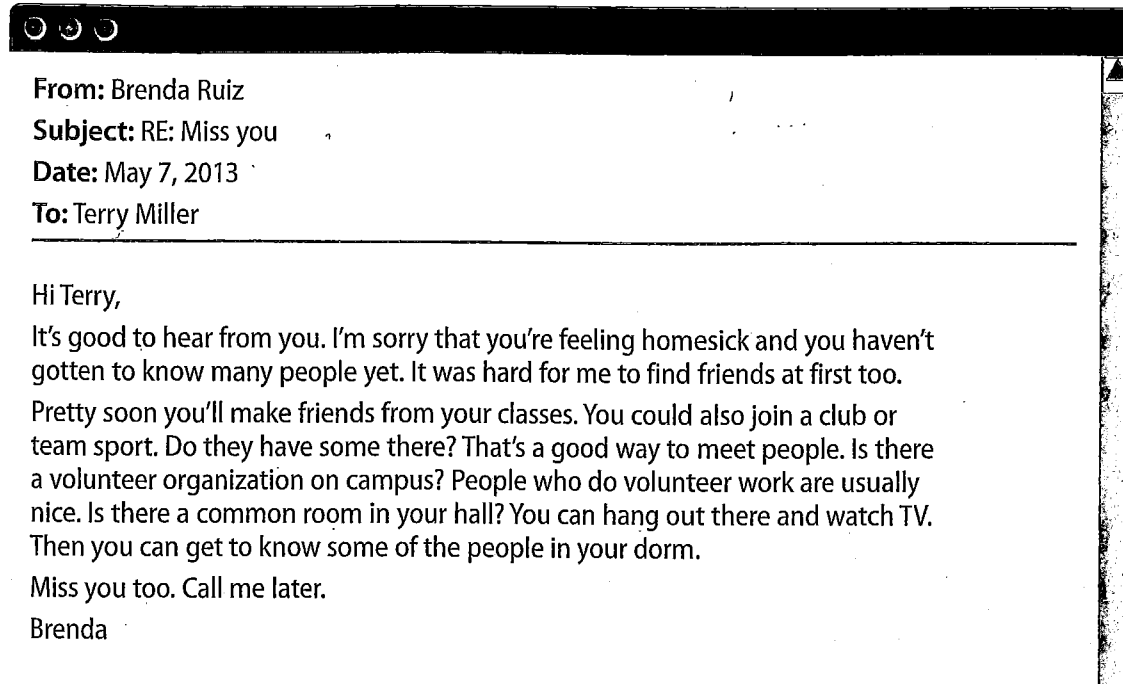 From: Brenda Ruiz
Subject: RE: Miss you
Date: May 7, 2013
To: Terry Miller
Hi Terry,
It's good to hear from you. I'm sorry that you're feeling homesick and you haven't
gotten to know many people yet. It was hard for me to find friends at first too.
Pretty soon you'll make friends from your classes. You could also join a club or
team sport. Do they have some there? That's a good way to meet people. Is there
a volunteer organization on campus? People who do volunteer work are usually
nice. Is there a common room in your hall? You can hang out there and watch TV.
Then you can get to know some of the people in your dorm.
Miss you too. Call me later.
Brenda